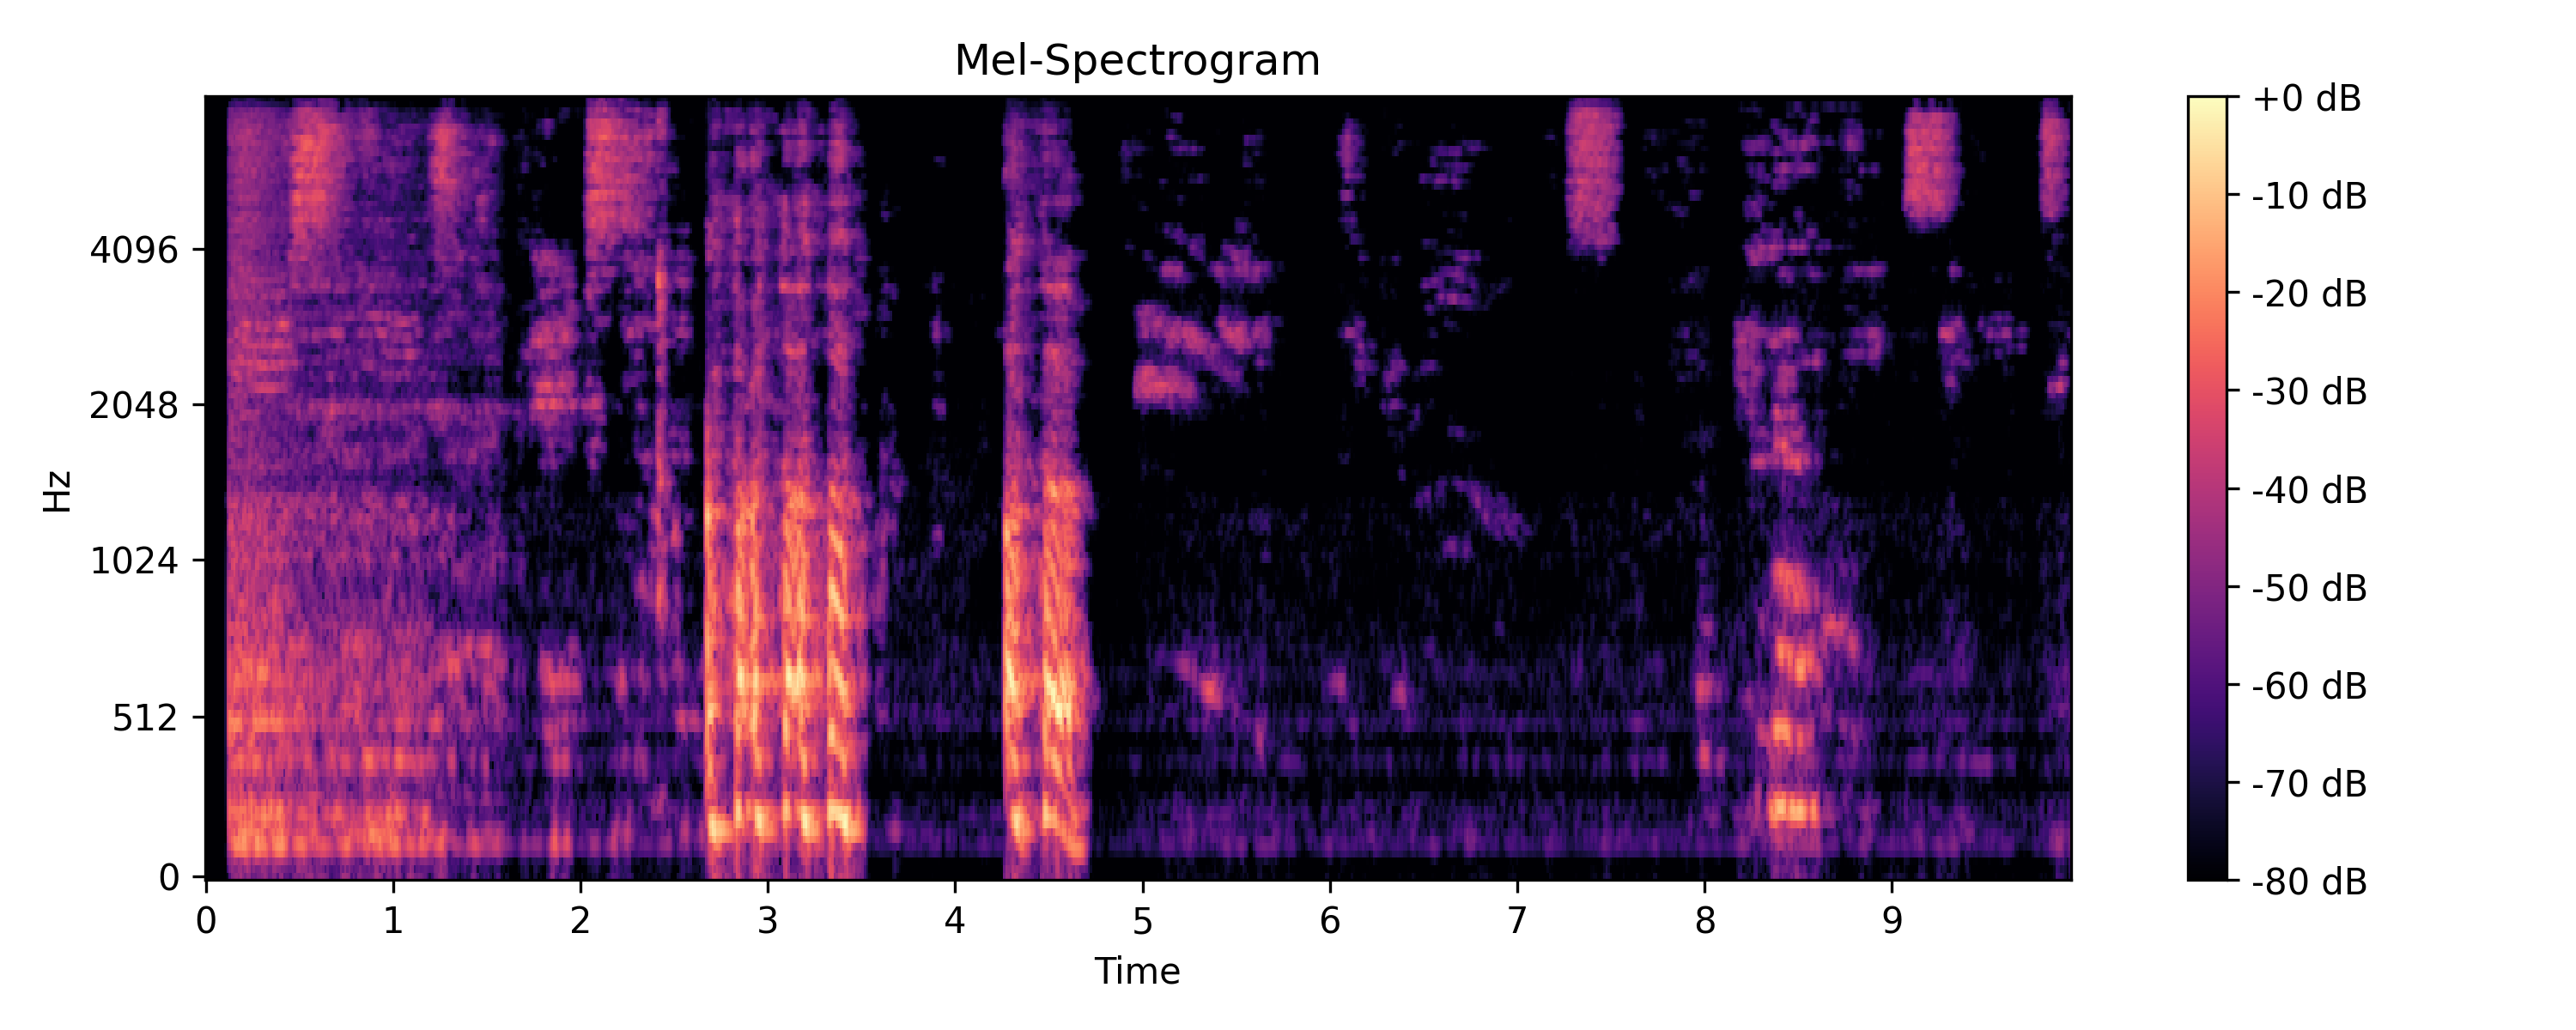 Mel-Spectrogram
+0 dB
-10 dB
-20 dB
-30 dB
-40 dB
-50 dB
-60 dB
-70 dB
-80 dB
Hz
4096
2048
1024
512
0
0 1 2 3 4 5 6 7 8 9
Time